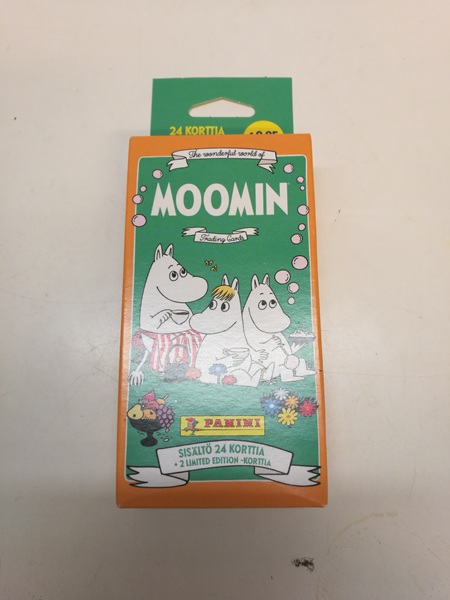 24 KORTTIA
The wonderful world of
MOOMIN
Trading Cards
PANINI
SISÄLTÖ 24 KORTTIA
+ 2 LIMITED EDITION -KORTTIA